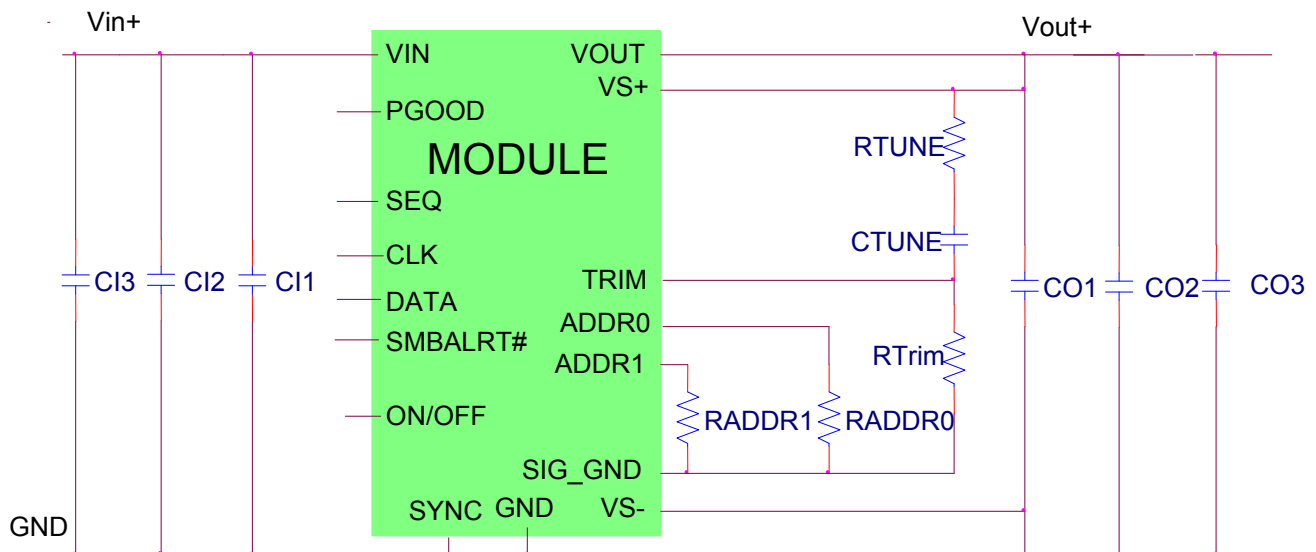 Vin+
Vout+
VIN
VOUT
VS+
PGOOD
RTUNE
MODULE
SEQ
CTUNE
CLK
TRIM
CI3
CI2
CI1
CO1
CO2
CO3
DATA
ADDR0
SMBALRT#
ADDR1
RTrim
ON/OFF
RADDR1
RADDR0
SIG_GND
SYNC
GND
VS-
GND